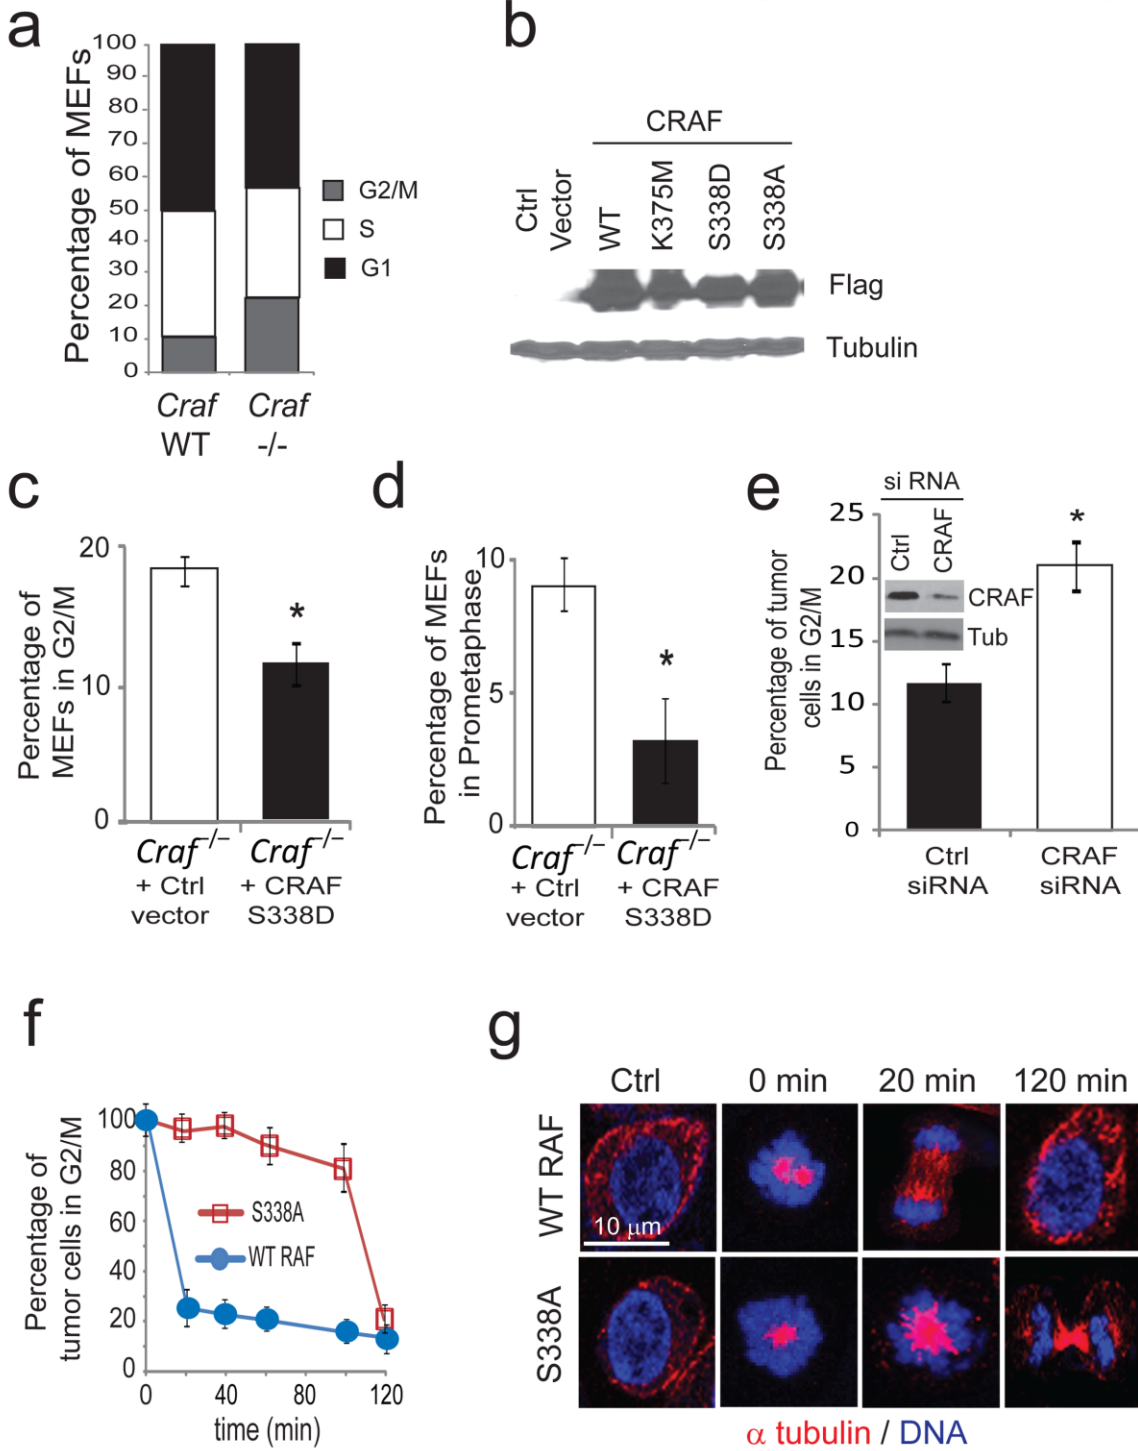 a
Percentage of MEFs
100
90
80
70
60
50
40
30
20
10
0
G2/M
S
G1
Craf
WT
Craf
-/-
b
CRAF
Ctrl
Vector
WT
K375M
S338D
S338A
Flag
Tubulin
c
Percentage of
MEFs in G2/M
20
10
0
*
Craf-/-
+ Ctrl
vector
Craf-/-
+ CRAF
S338D
d
Percentage of MEFs
in Prometaphase
10
5
0
*
Craf-/-
+ Ctrl
vector
Craf-/-
+ CRAF
S338D
e
Percentage of tumor
cells in G2/M
25
20
15
10
5
0
si RNA
Ctrl
CRAF
CRAF
Tub
*
Ctrl
siRNA
CRAF
siRNA
f
Percentage of
tumor cells in G2/M
100
80
60
40
20
0
S338A
WT RAF
0
40
80
120
time (min)
g
Ctrl
0 min
20 min
120 min
WT RAF
10 μm
S338A
α tubulin / DNA